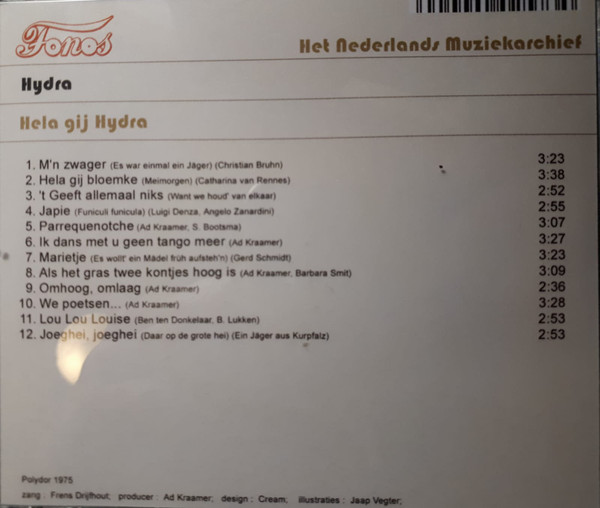 Fonos
Het Nederlands Muziekarchief
Hydra
Hela gij Hydra
1. M'n zwager (Es war einmal ein Jäger) (Christian Bruhn) 3:23
2. Hela gij bloemke (Meimorgen) (Catharina van Rennes) 3:38
3. 't Geeft allemaal niks (Want we houd' van elkaar) 2:52
4. Japie (Funiculi funicula) (Luigi Denza, Angelo Zanardini) 2:55
5. Parrequenotche (Ad Kraamer, S. Bootsma) 3:07
6. Ik dans met u geen tango meer (Ad Kraamer) 3:27
7. Marietje (Es wollt' ein Mädel früh aufsteh'n) (Gerd Schmidt) 3:23
8. Als het gras twee kontjes hoog is (Ad Kraamer, Barbara Smit) 3:09
9. Omhoog, omlaag (Ad Kraamer) 2:36
10. We poetsen... (Ad Kraamer) 3:28
11. Lou Lou Louise (Ben ten Donkelaar, B. Lukken) 2:53
12. Joeghei, joeghei (Daar op de grote hei) (Ein Jäger aus Kurpfalz) 2:53
Polydor 1975
zang : Frens Drijfhout; producer : Ad Kraamer; design : Cream; illustraties : Jaap Vegter;